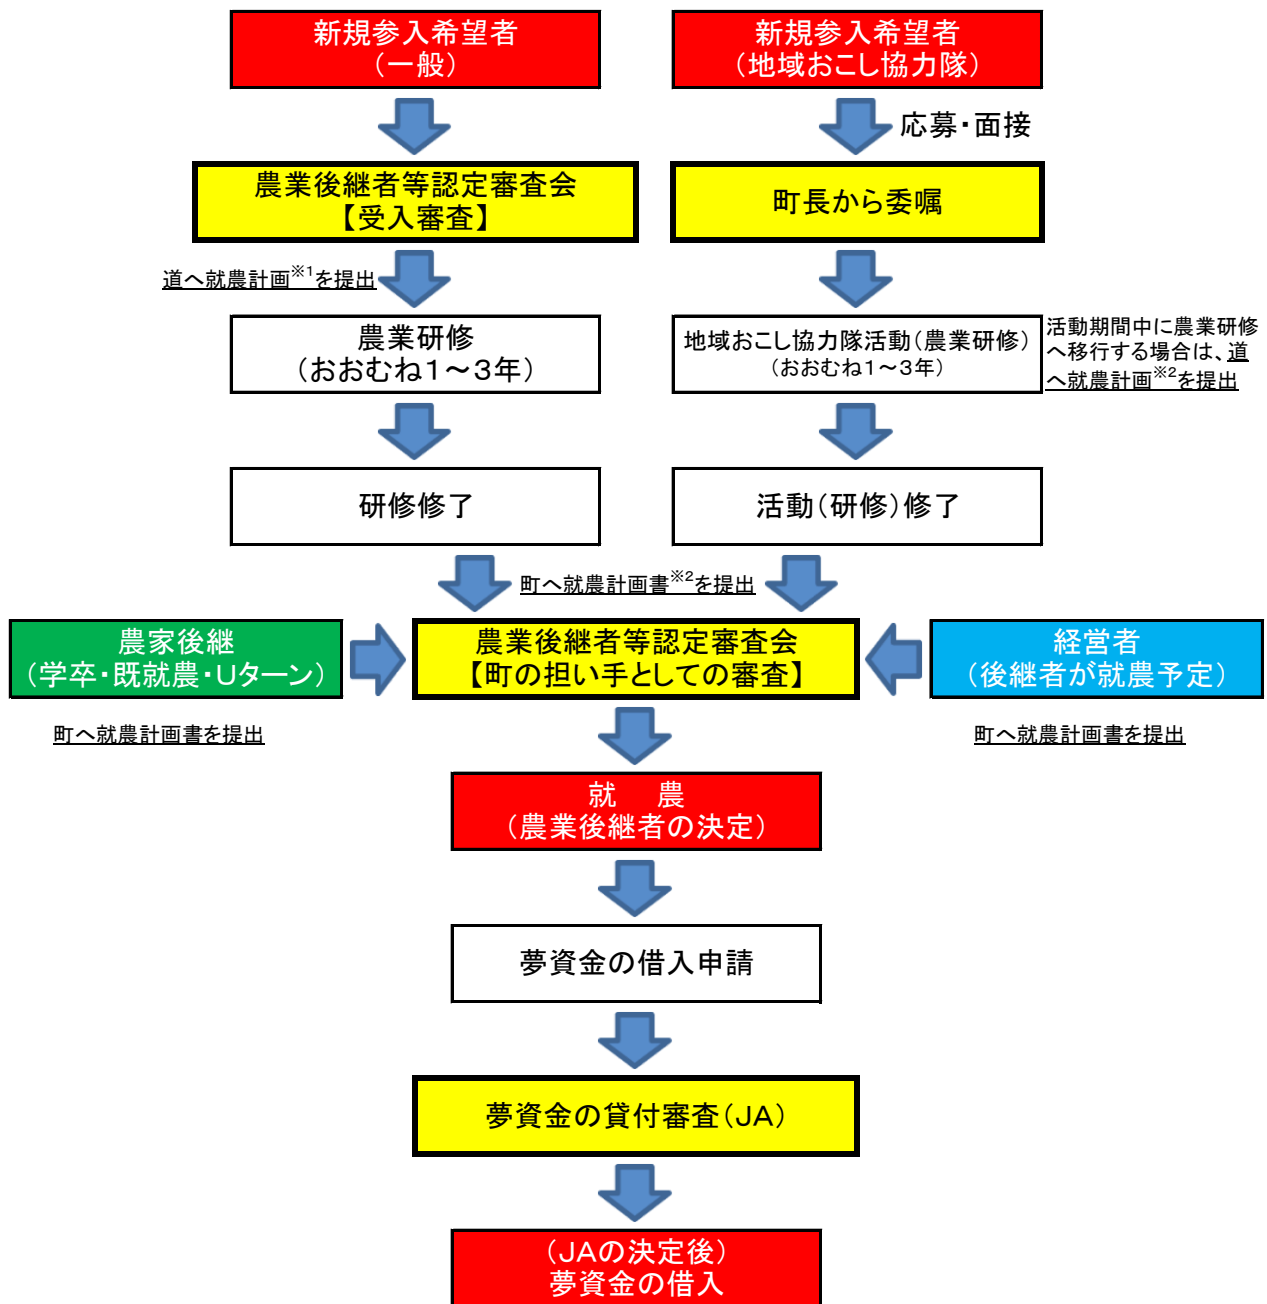 新規参入希望者
（一般）
新規参入希望者
（地域おこし協力隊）
応募・面接
農業後継者等認定審査会
【受入審査】
町長から委嘱
道へ就農計画※1を提出
農業研修
（おおむね１～３年）
地域おこし協力隊活動（農業研修）
（おおむね１～３年）
活動期間中に農業研修
へ移行する場合は、道
へ就農計画※2を提出
研修修了
活動（研修）修了
町へ就農計画書※2を提出
農家後継
（学卒・既就農・Ｕターン）
農業後継者等認定審査会
【町の担い手としての審査】
経営者
（後継者が就農予定）
町へ就農計画書を提出
町へ就農計画書を提出
就　農
（農業後継者の決定）
夢資金の借入申請
夢資金の貸付審査（ＪＡ）
（ＪＡの決定後）
夢資金の借入